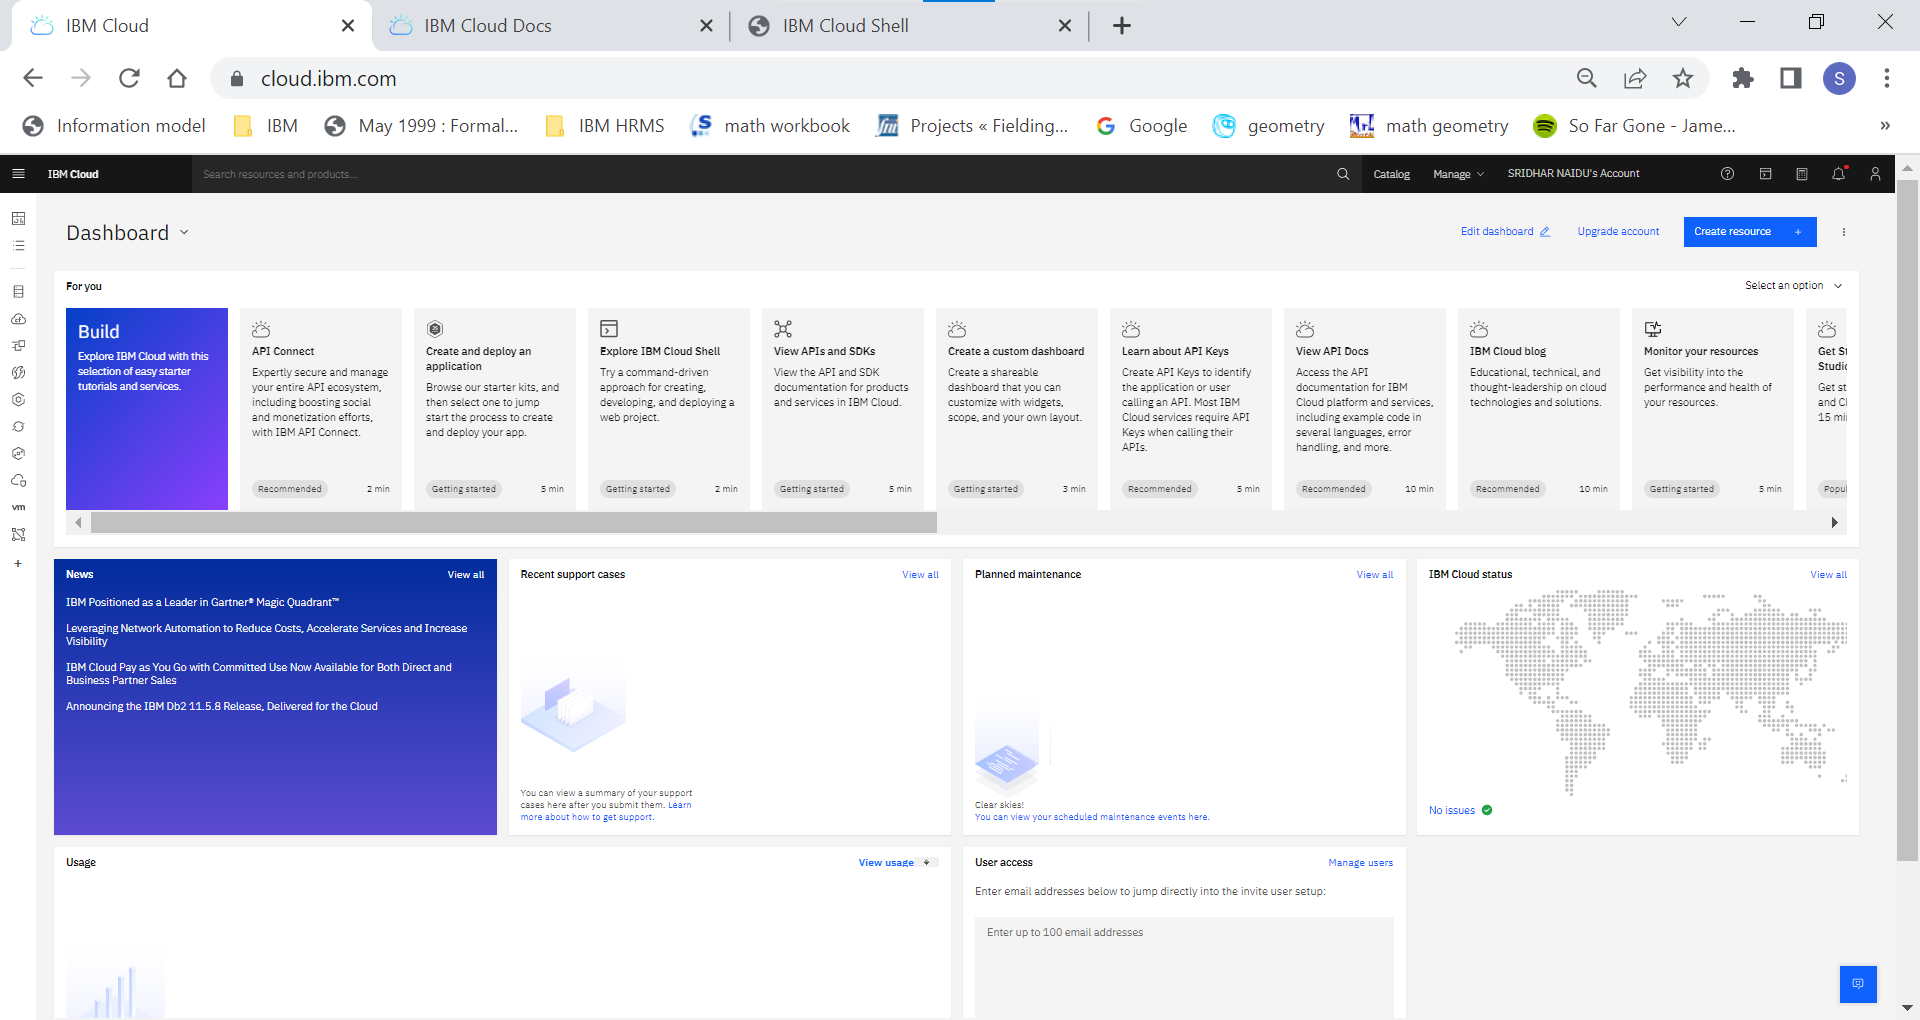 IBM Cloud
IBM Cloud Docs
IBM Cloud Shell
cloud.ibm.com
S
Information model
IBM
May 1999 : Formal...
IBM HRMS
math workbook
Projects « Fielding...
Google
geometry
math geometry
So Far Gone - Jame...
»
IBM Cloud
Search resources and products...
Catalog
Manage
SRIDHAR NAIDU's Account
Dashboard
Edit dashboard
Upgrade account
Create resource +
For you
Select an option
Build
Explore IBM Cloud with this
selection of easy starter
tutorials and services.
API Connect
Expertly secure and manage
your entire API ecosystem,
including boosting social
and monetization efforts,
with IBM API Connect.
Recommended
2 min
Create and deploy an
application
Browse our starter kits, and
then select one to jump
start the process to create
and deploy your app.
Getting started
5 min
Explore IBM Cloud Shell
Try a command-driven
approach for creating,
developing, and deploying a
web project.
Getting started
2 min
View APIs and SDKs
View the API and SDK
documentation for products
and services in IBM Cloud.
Getting started
5 min
Create a custom dashboard
Create a shareable
dashboard that you can
customize with widgets,
scope, and your own layout.
Getting started
3 min
Learn about API Keys
Create API Keys to identify
the application or user
calling an API. Most IBM
Cloud services require API
Keys when calling their
APIs.
Recommended
5 min
View API Docs
Access the API
documentation for IBM
Cloud platform and services,
including example code in
several languages, error
handling, and more.
Recommended
10 min
IBM Cloud blog
Educational, technical, and
thought-leadership on cloud
technologies and solutions.
Recommended
10 min
Monitor your resources
Get visibility into the
performance and health of
your resources.
Getting started
5 min
Get St
Studio
Get st
and Cl
15 min
Popul
vm
+
News
View all
IBM Positioned as a Leader in Gartner® Magic Quadrant™
Leveraging Network Automation to Reduce Costs, Accelerate Services and Increase
Visibility
IBM Cloud Pay as You Go with Committed Use Now Available for Both Direct and
Business Partner Sales
Announcing the IBM Db2 11.5.8 Release, Delivered for the Cloud
Recent support cases
View all
You can view a summary of your support
cases here after you submit them. Learn
more about how to get support.
Planned maintenance
View all
Clear skies!
You can view your scheduled maintenance events here.
IBM Cloud status
View all
No issues
Usage
View usage
User access
Manage users
Enter email addresses below to jump directly into the invite user setup:
Enter up to 100 email addresses